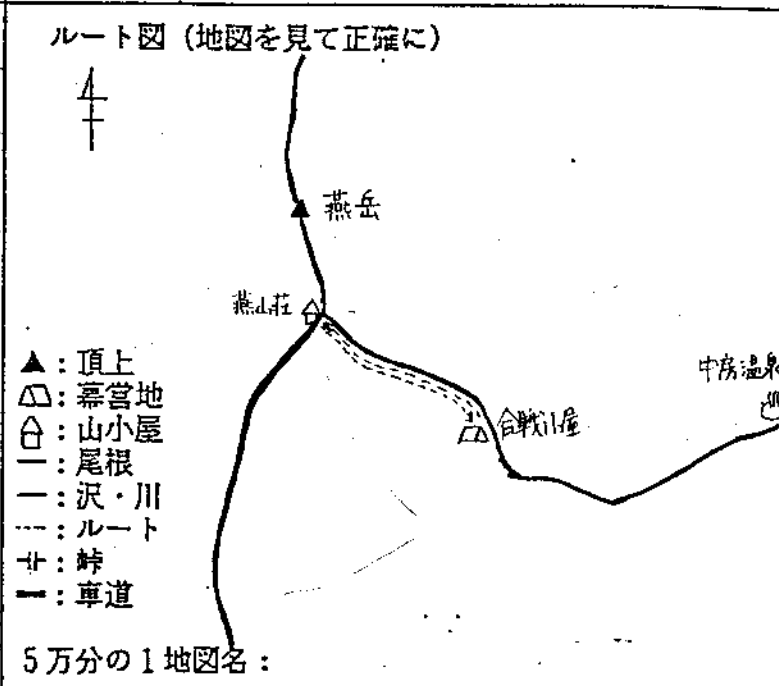 ルート図（地図を見て正確に）
燕岳
燕山荘
中房温泉
合戦小屋
▲：頂上
：幕営地
：山小屋
―：尾根
―：沢・川
---：ルート
：峠
━：車道
5万分の1地図名：